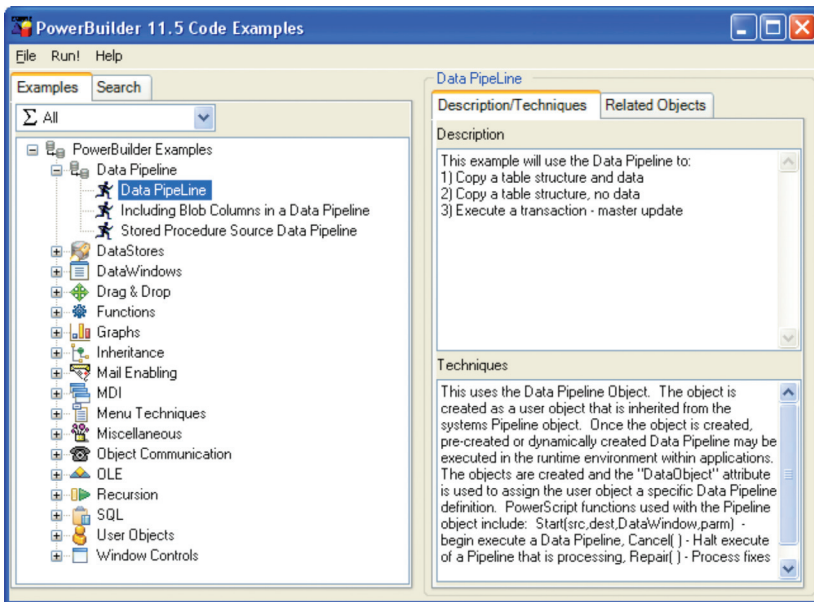 PowerBuilder 11.5 Code Examples
File Run! Help
Examples Search
Σ All
PowerBuilder Examples
Data Pipeline
Data PipeLine
Including Blob Columns in a Data Pipeline
Stored Procedure Source Data Pipeline
DataStores
DataWindows
Drag & Drop
Functions
Graphs
Inheritance
Mail Enabling
MDI
Menu Techniques
Miscellaneous
Object Communication
OLE
Recursion
SQL
User Objects
Window Controls
Data PipeLine
Description/Techniques Related Objects
Description
This example will use the Data Pipeline to:
1) Copy a table structure and data
2) Copy a table structure, no data
3) Execute a transaction - master update
Techniques
This uses the Data Pipeline Object. The object is
created as a user object that is inherited from the
systems Pipeline object. Once the object is created,
pre-created or dynamically created Data Pipeline may be
executed in the runtime environment within applications.
The objects are created and the "DataObject" attribute
is used to assign the user object a specific Data Pipeline
definition. PowerScript functions used with the Pipeline
object include: Start(src,dest,DataWindow,parm) -
begin execute a Data Pipeline, Cancel( ) - Halt execute
of a Pipeline that is processing, Repair( ) - Process fixes